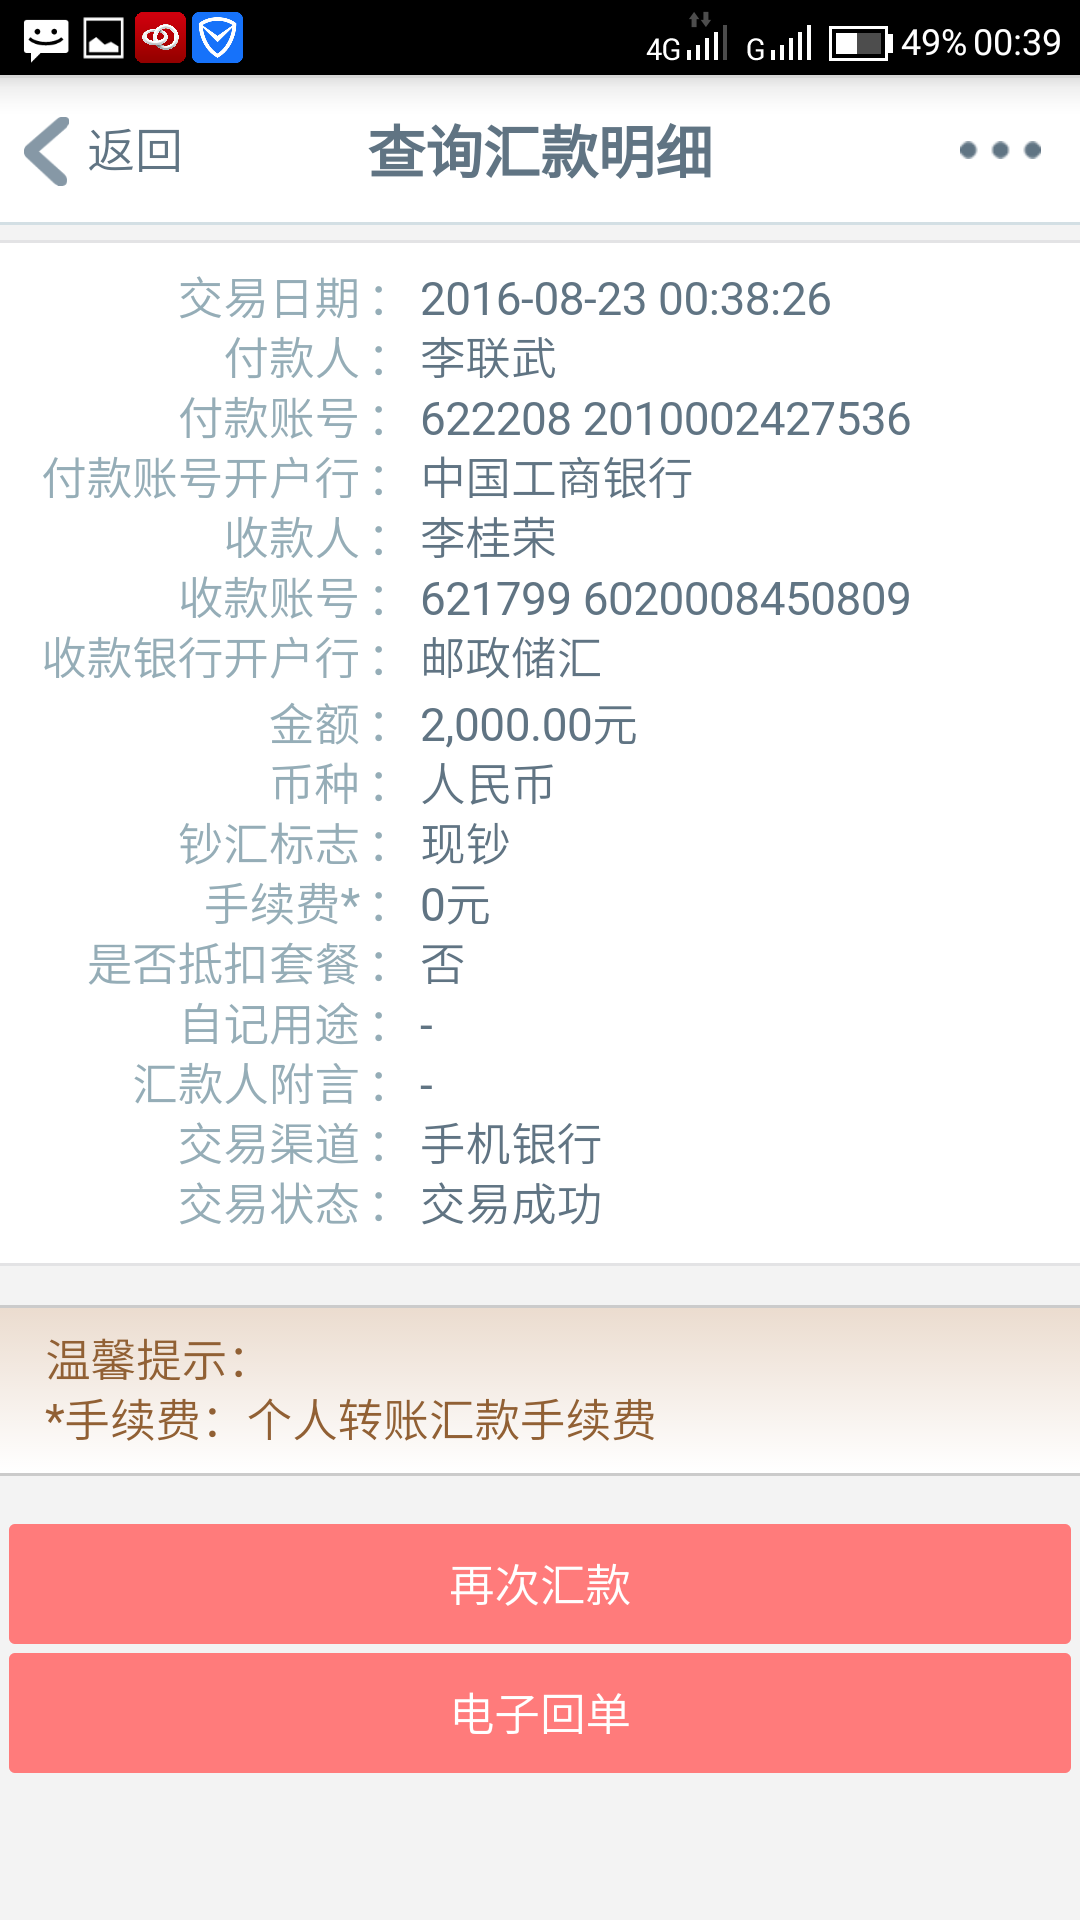 4G G 49% 00:39
返回 查询汇款明细
交易日期： 2016-08-23 00:38:26
付款人： 李联武
付款账号： 622208 2010002427536
付款账号开户行： 中国工商银行
收款人： 李桂荣
收款账号： 621799 6020008450809
收款银行开户行： 邮政储汇
金额： 2,000.00元
币种： 人民币
钞汇标志： 现钞
手续费*： 0元
是否抵扣套餐： 否
自记用途： -
汇款人附言： -
交易渠道： 手机银行
交易状态： 交易成功
温馨提示：
*手续费：个人转账汇款手续费
再次汇款
电子回单